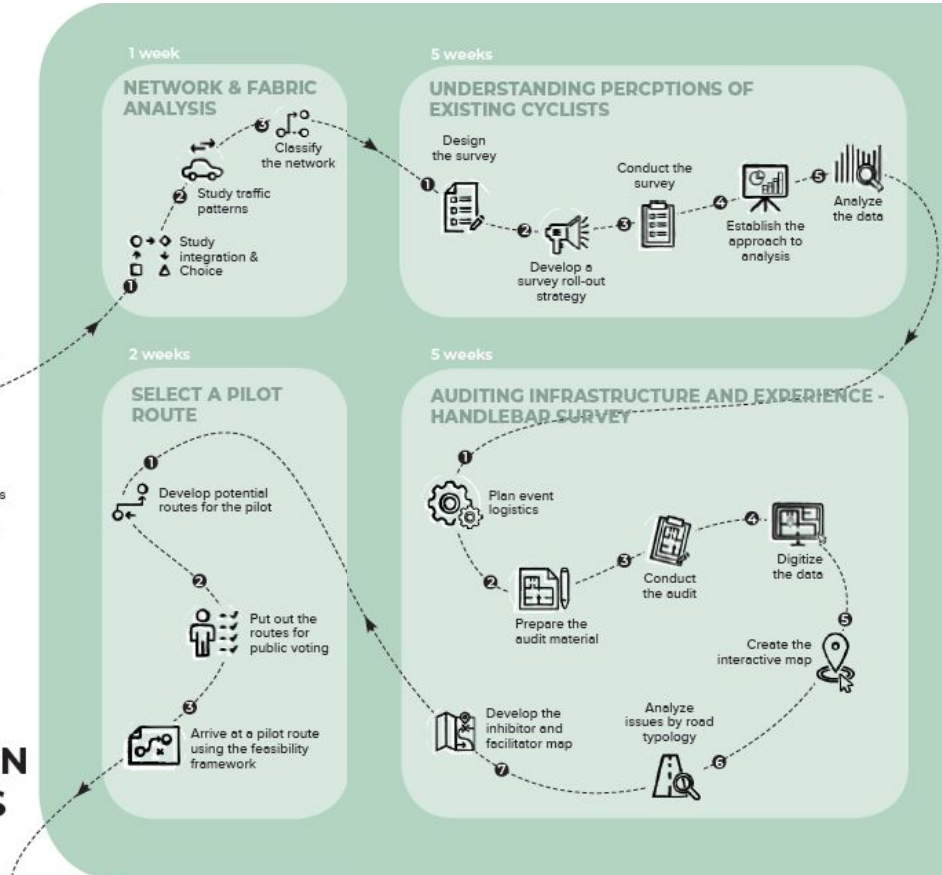 1 week
NETWORK & FABRIC
ANALYSIS
1
Study
integration &
Choice
2
Study traffic
patterns
3
Classify
the network
5 weeks
UNDERSTANDING PERCPTIONS OF
EXISTING CYCLISTS
1
Design
the survey
2
Develop a
survey roll-out
strategy
3
Conduct the
survey
4
Establish the
approach to
analysis
5
Analyze
the data
5 weeks
AUDITING INFRASTRUCTURE AND EXPERIENCE -
HANDLEBAR SURVEY
1
Plan event
logistics
2
Prepare the
audit material
3
Conduct
the audit
4
Digitize
the data
5
Create the
interactive map
6
Analyze
issues by road
typology
7
Develop the
inhibitor and
facilitator map
2 weeks
SELECT A PILOT
ROUTE
1
Develop potential
routes for the pilot
2
Put out the
routes for
public voting
3
Arrive at a pilot route
using the feasibility
framework
s
N
S